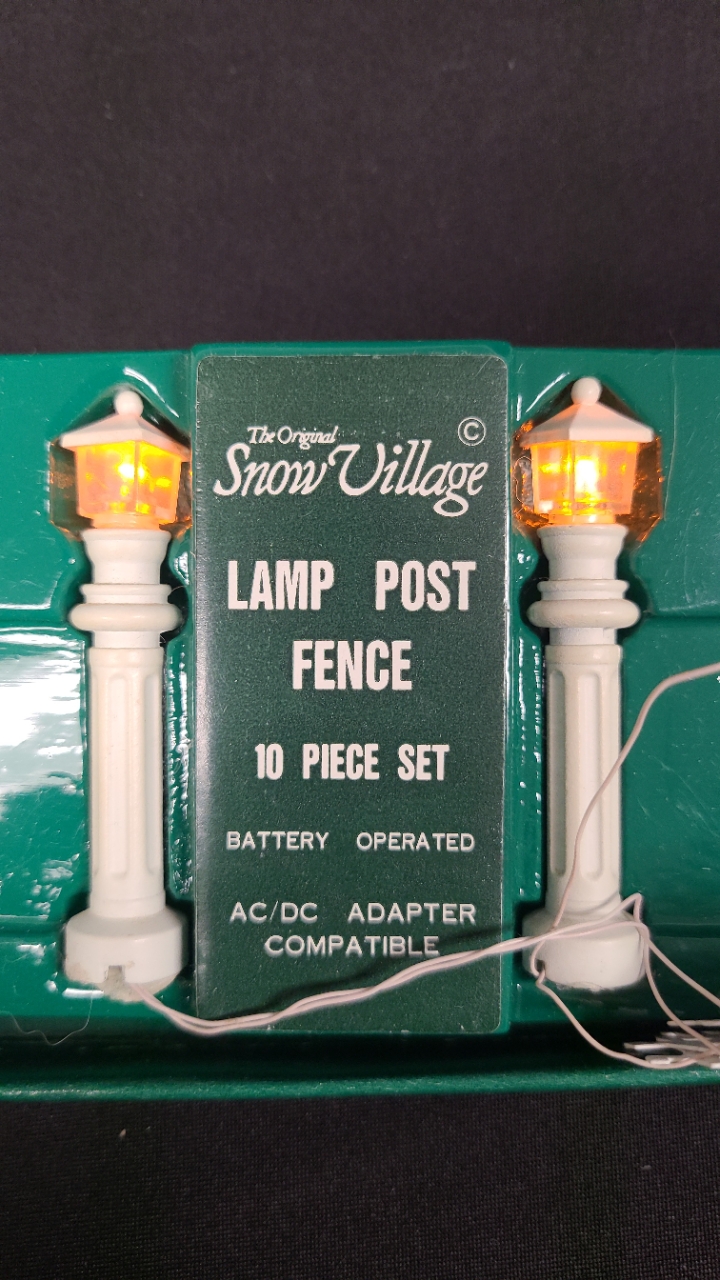 The Original
Snow Village ©
LAMP POST
FENCE
10 PIECE SET
BATTERY OPERATED
AC/DC ADAPTER
COMPATIBLE